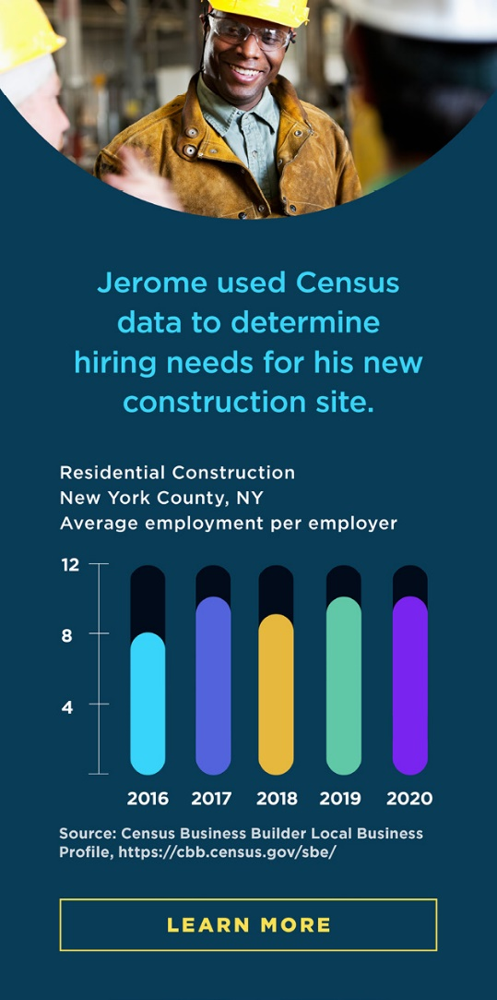 Jerome used Census
data to determine
hiring needs for his new
construction site.
Residential Construction
New York County, NY
Average employment per employer
12
8
4
2016 2017 2018 2019 2020
Source: Census Business Builder Local Business
Profile, https://cbb.census.gov/sbe/
LEARN MORE